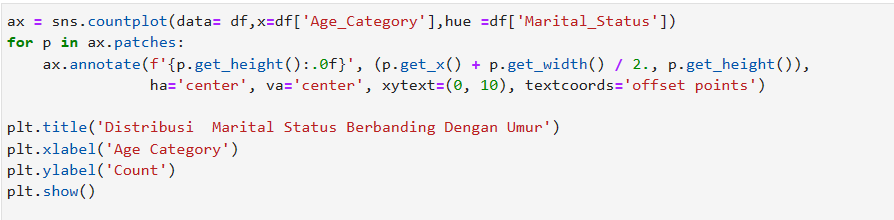 ax = sns.countplot(data= df,x=df['Age_Category'],hue =df['Marital_Status'])
for p in ax.patches:
    ax.annotate(f'{p.get_height():.0f}', (p.get_x() + p.get_width() / 2., p.get_height()),
                ha='center', va='center', xytext=(0, 10), textcoords='offset points')
plt.title('Distribusi  Marital Status Berbanding Dengan Umur')
plt.xlabel('Age Category')
plt.ylabel('Count')
plt.show()